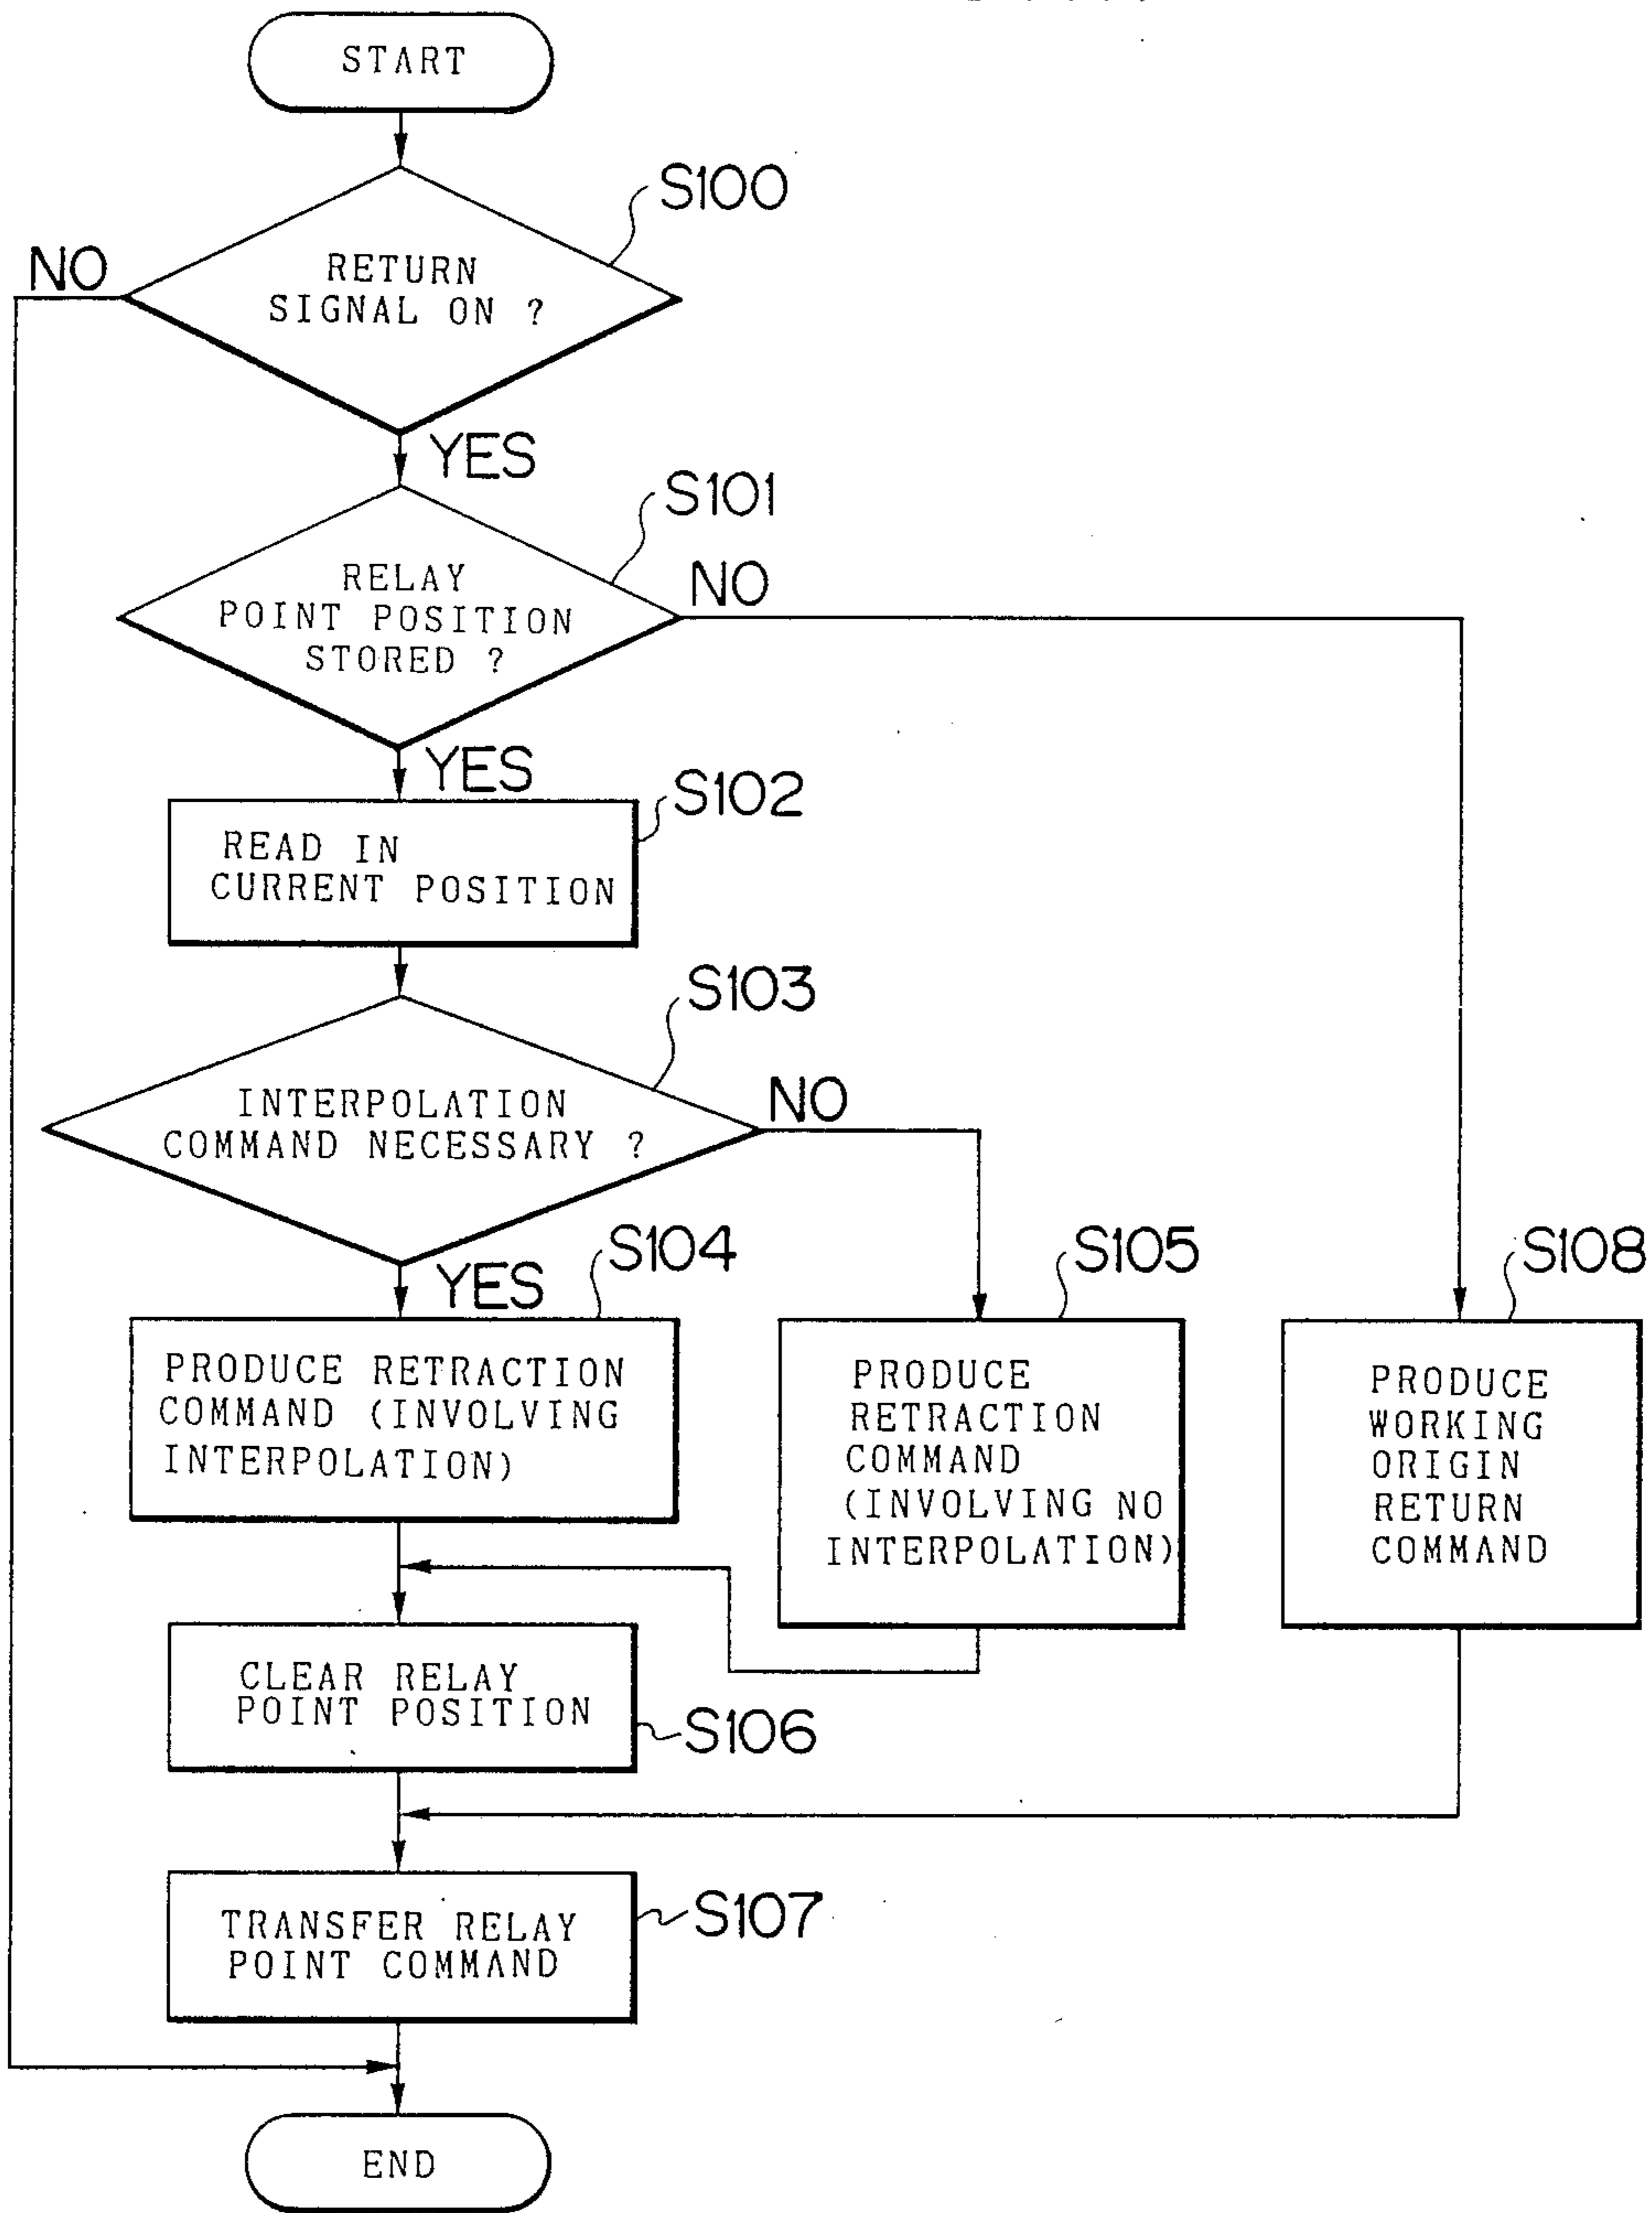 START
S100
NO
RETURN
SIGNAL ON ?
YES
S101
RELAY
POINT POSITION
STORED ?
NO
YES
S102
READ IN
CURRENT POSITION
S103
INTERPOLATION
COMMAND NECESSARY ?
NO
YES
S104
PRODUCE RETRACTION
COMMAND (INVOLVING
INTERPOLATION)
S105
PRODUCE
RETRACTION
COMMAND
(INVOLVING NO
INTERPOLATION)
S108
PRODUCE
WORKING
ORIGIN
RETURN
COMMAND
CLEAR RELAY
POINT POSITION
S106
TRANSFER RELAY
POINT COMMAND
S107
END